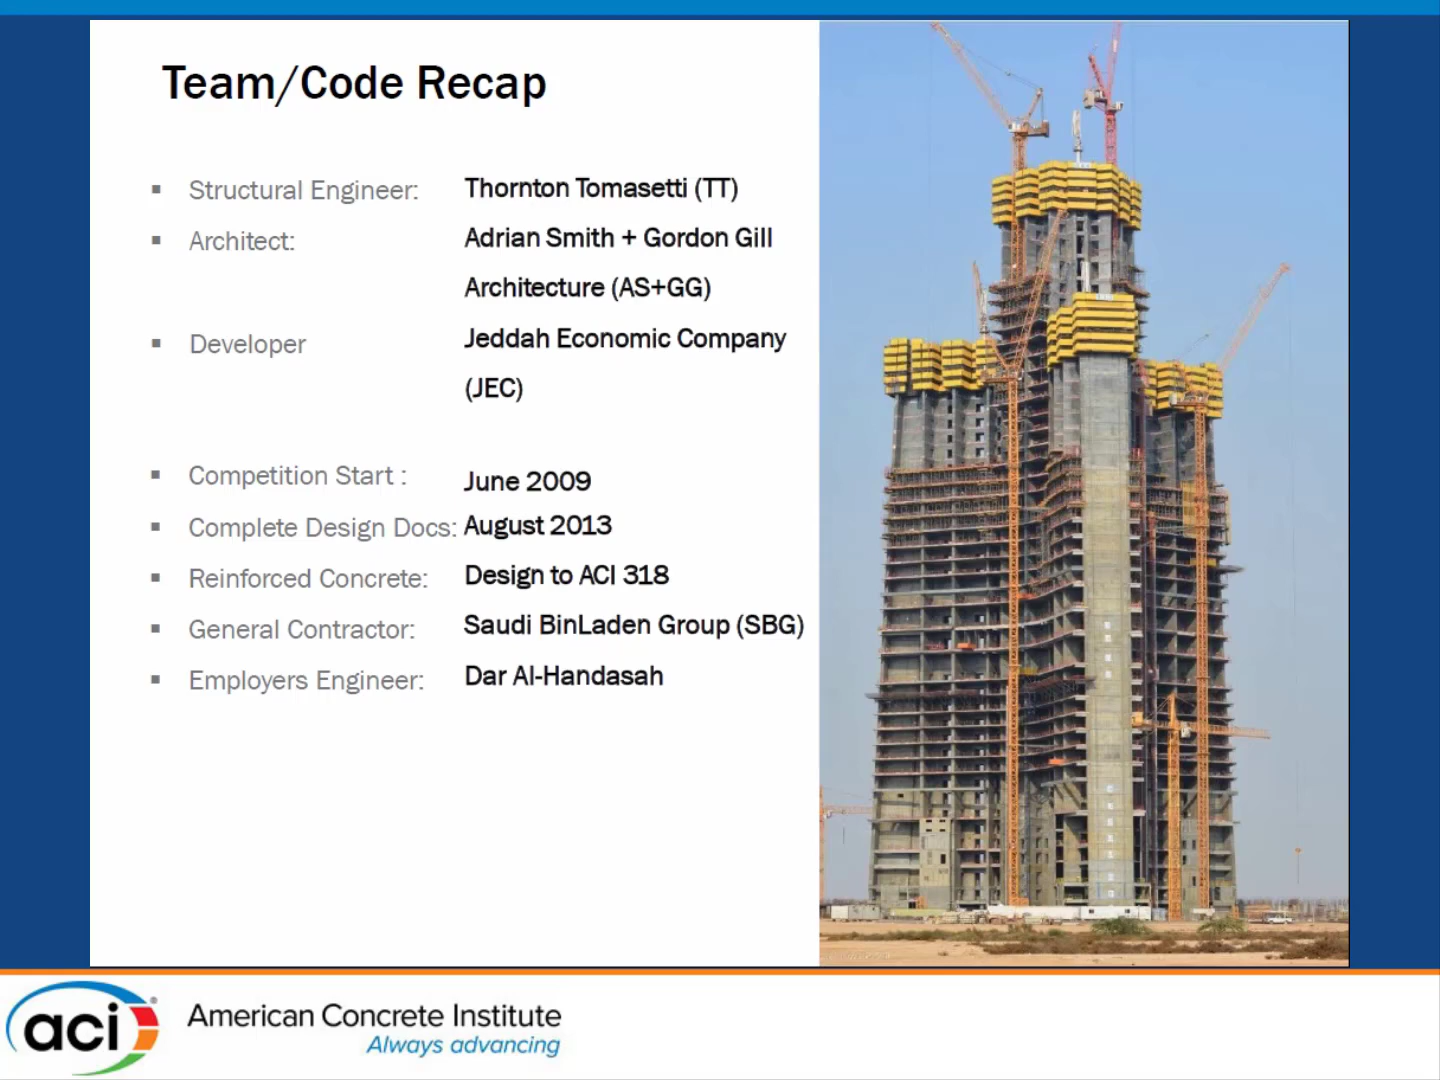 Team/Code Recap
▪ Structural Engineer: Thornton Tomasetti (TT)
▪ Architect: Adrian Smith + Gordon Gill
Architecture (AS+GG)
▪ Developer Jeddah Economic Company
(JEC)
▪ Competition Start : June 2009
▪ Complete Design Docs: August 2013
▪ Reinforced Concrete: Design to ACI 318
▪ General Contractor: Saudi BinLaden Group (SBG)
▪ Employers Engineer: Dar Al-Handasah
aci®
American Concrete Institute
Always advancing